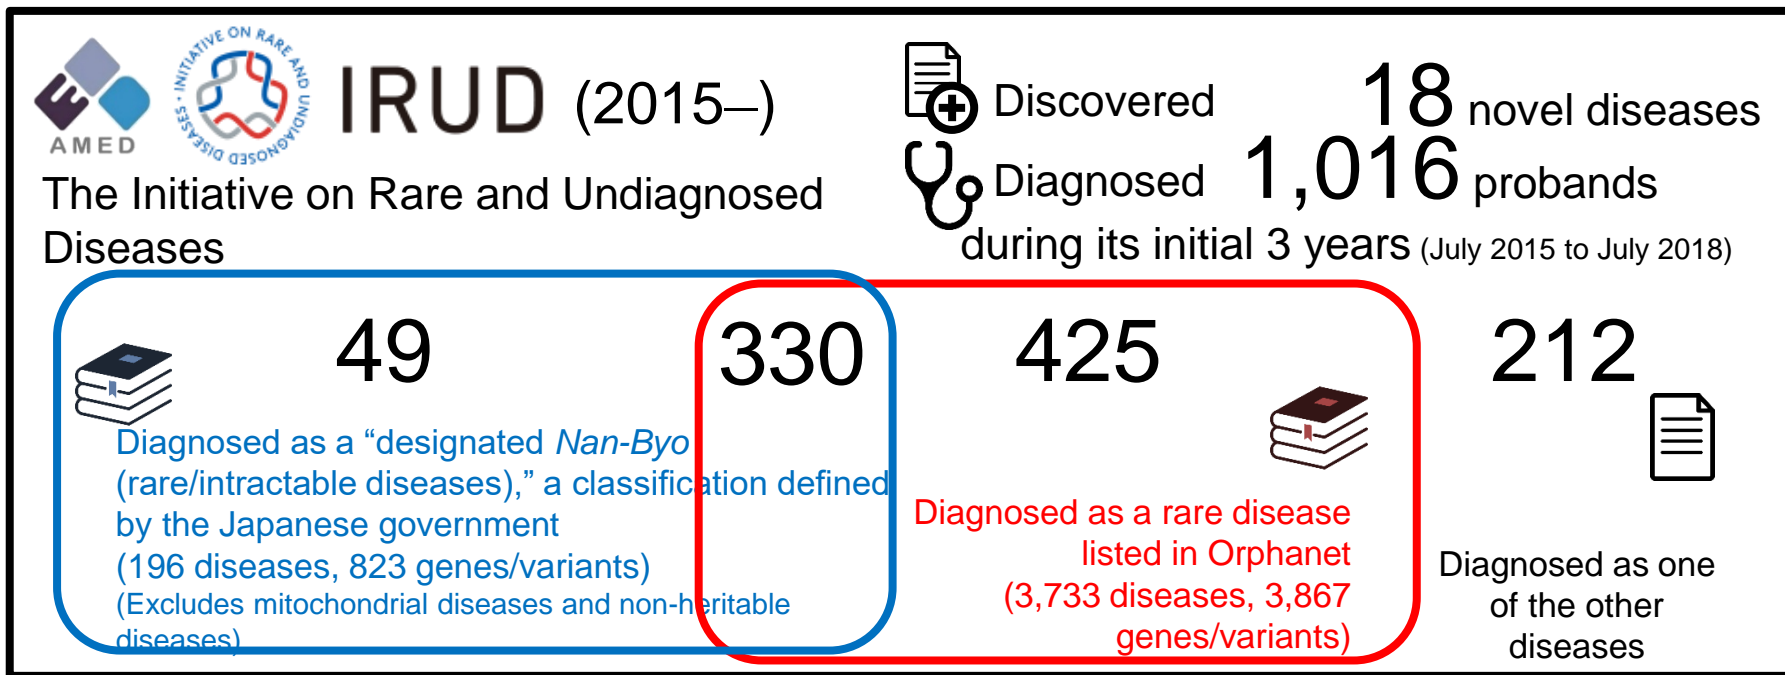 AMED
INITIATIVE ON RARE AND UNDIAGNOSED DISEASES
IRUD (2015–)
The Initiative on Rare and Undiagnosed
Diseases
Discovered 18 novel diseases
Diagnosed 1,016 probands
during its initial 3 years (July 2015 to July 2018)
49
330
425
212
Diagnosed as a “designated Nan-Byo
(rare/intractable diseases),” a classification defined
by the Japanese government
(196 diseases, 823 genes/variants)
(Excludes mitochondrial diseases and non-heritable
diseases)
Diagnosed as a rare disease
listed in Orphanet
(3,733 diseases, 3,867
genes/variants)
Diagnosed as one
of the other
diseases